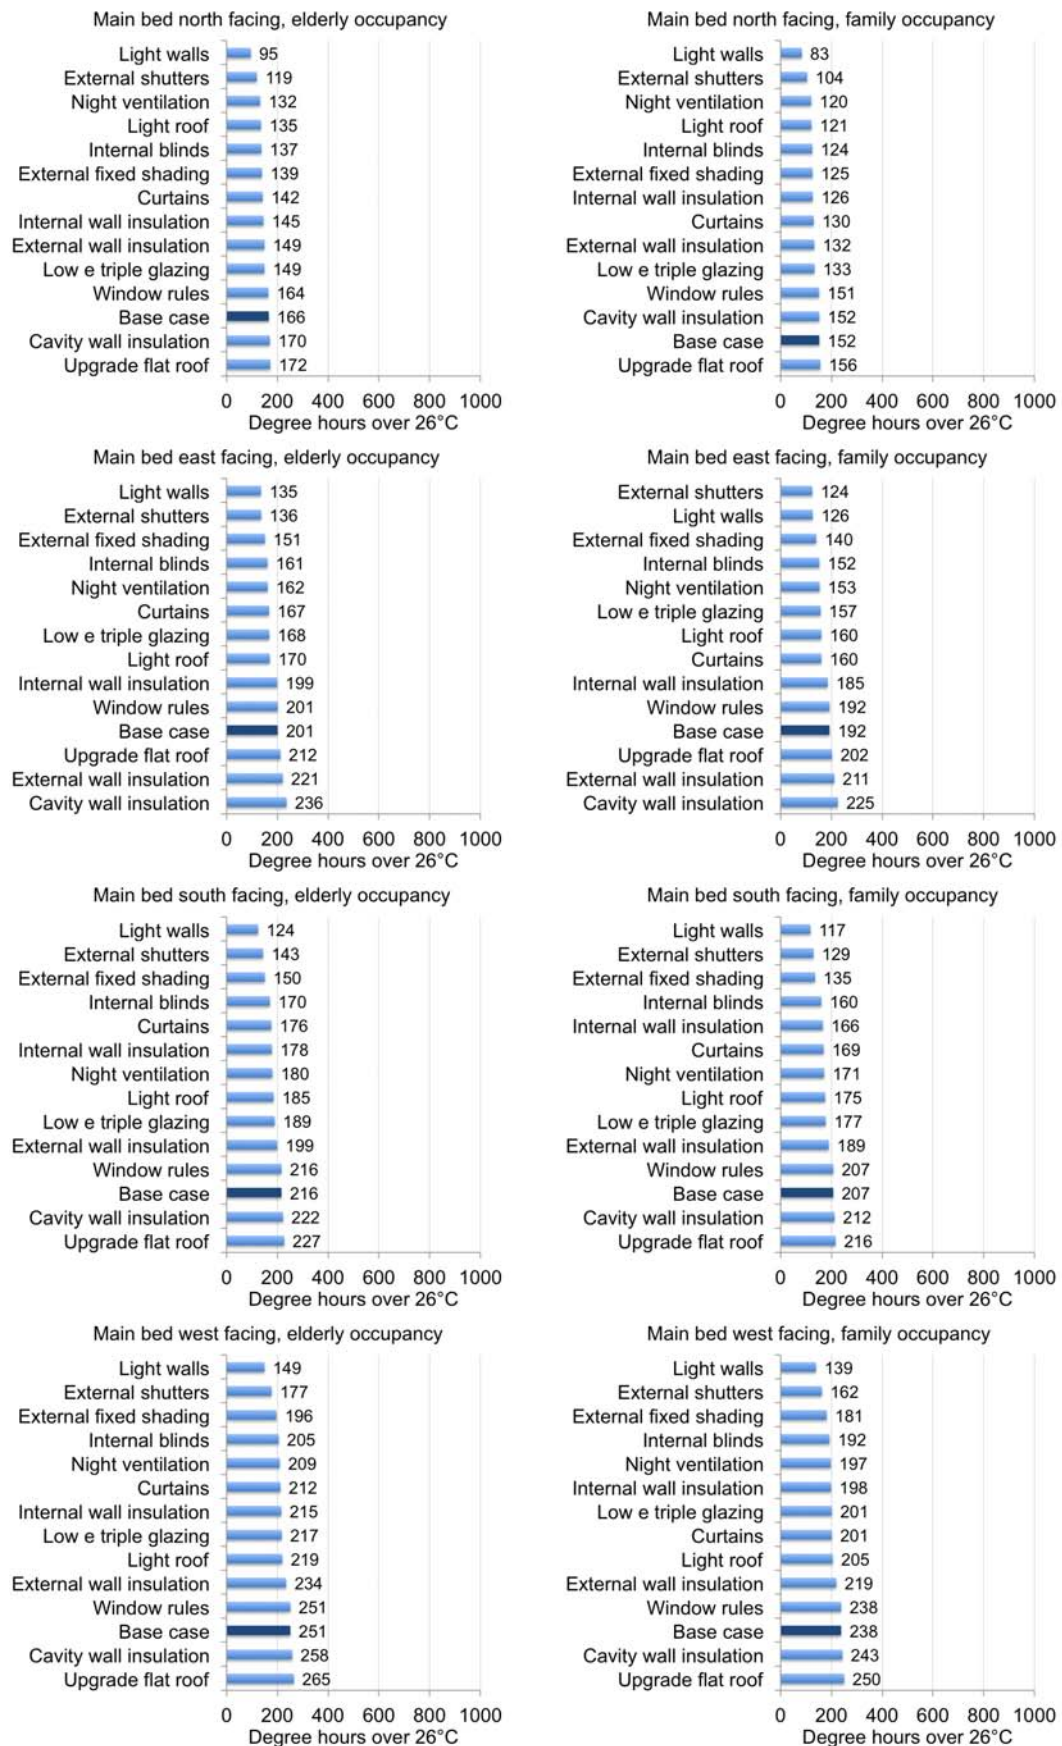 Main bed north facing, elderly occupancy
Light walls 95
External shutters 119
Night ventilation 132
Light roof 135
Internal blinds 137
External fixed shading 139
Curtains 142
Internal wall insulation 145
External wall insulation 149
Low e triple glazing 149
Window rules 164
Base case 166
Cavity wall insulation 170
Upgrade flat roof 172
0 200 400 600 800 1000
Degree hours over 26°C
Main bed north facing, family occupancy
Light walls 83
External shutters 104
Night ventilation 120
Light roof 121
Internal blinds 124
External fixed shading 125
Internal wall insulation 126
Curtains 130
External wall insulation 132
Low e triple glazing 133
Window rules 151
Cavity wall insulation 152
Base case 152
Upgrade flat roof 156
0 200 400 600 800 1000
Degree hours over 26°C
Main bed east facing, elderly occupancy
Light walls 135
External shutters 136
External fixed shading 151
Internal blinds 161
Night ventilation 162
Curtains 167
Low e triple glazing 168
Light roof 170
Internal wall insulation 199
Window rules 201
Base case 201
Upgrade flat roof 212
External wall insulation 221
Cavity wall insulation 236
0 200 400 600 800 1000
Degree hours over 26°C
Main bed east facing, family occupancy
External shutters 124
Light walls 126
External fixed shading 140
Internal blinds 152
Night ventilation 153
Low e triple glazing 157
Light roof 160
Curtains 160
Internal wall insulation 185
Window rules 192
Base case 192
Upgrade flat roof 202
External wall insulation 211
Cavity wall insulation 225
0 200 400 600 800 1000
Degree hours over 26°C
Main bed south facing, elderly occupancy
Light walls 124
External shutters 143
External fixed shading 150
Internal blinds 170
Curtains 176
Internal wall insulation 178
Night ventilation 180
Light roof 185
Low e triple glazing 189
External wall insulation 199
Window rules 216
Base case 216
Cavity wall insulation 222
Upgrade flat roof 227
0 200 400 600 800 1000
Degree hours over 26°C
Main bed south facing, family occupancy
Light walls 117
External shutters 129
External fixed shading 135
Internal blinds 160
Internal wall insulation 166
Curtains 169
Night ventilation 171
Light roof 175
Low e triple glazing 177
External wall insulation 189
Window rules 207
Base case 207
Cavity wall insulation 212
Upgrade flat roof 216
0 200 400 600 800 1000
Degree hours over 26°C
Main bed west facing, elderly occupancy
Light walls 149
External shutters 177
External fixed shading 196
Internal blinds 205
Night ventilation 209
Curtains 212
Internal wall insulation 215
Low e triple glazing 217
Light roof 219
External wall insulation 234
Window rules 251
Base case 251
Cavity wall insulation 258
Upgrade flat roof 265
0 200 400 600 800 1000
Degree hours over 26°C
Main bed west facing, family occupancy
Light walls 139
External shutters 162
External fixed shading 181
Internal blinds 192
Night ventilation 197
Internal wall insulation 198
Low e triple glazing 201
Curtains 201
Light roof 205
External wall insulation 219
Window rules 238
Base case 238
Cavity wall insulation 243
Upgrade flat roof 250
0 200 400 600 800 1000
Degree hours over 26°C